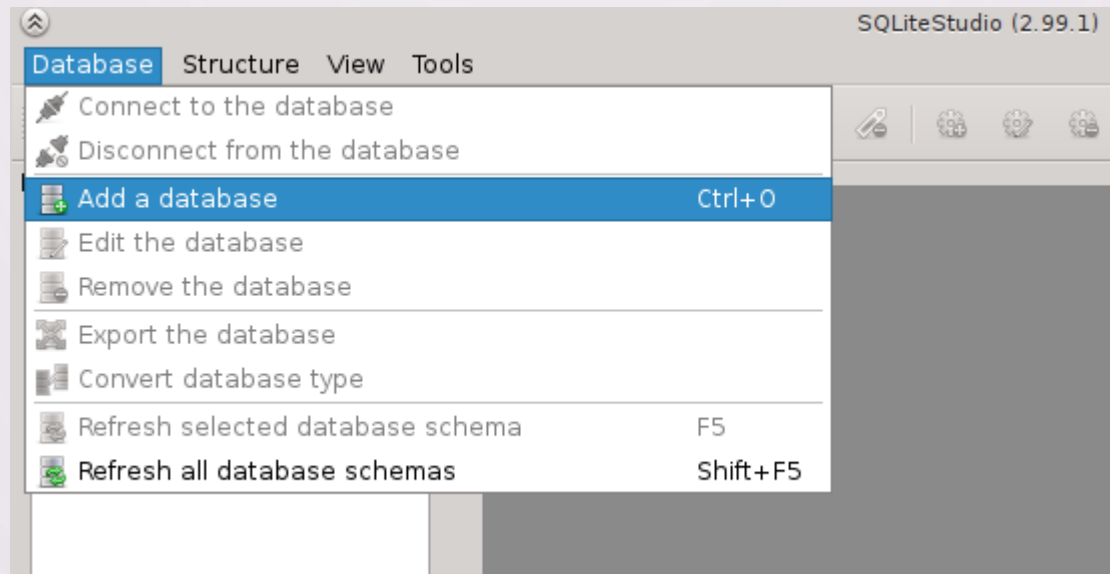 SQLiteStudio (2.99.1)
Database Structure View Tools
Connect to the database
Disconnect from the database
Add a database Ctrl+O
Edit the database
Remove the database
Export the database
Convert database type
Refresh selected database schema F5
Refresh all database schemas Shift+F5